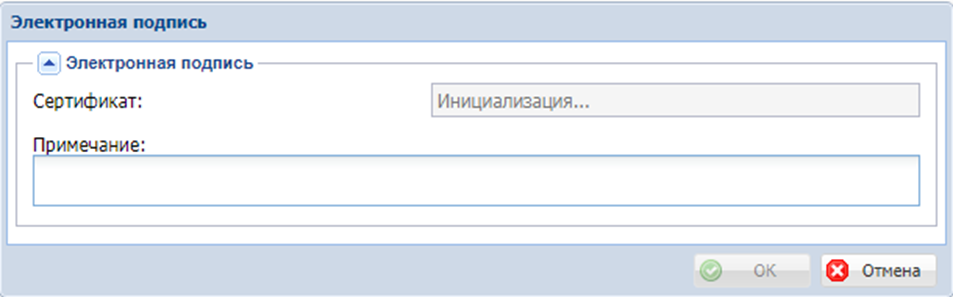 Электронная подпись
Электронная подпись
Сертификат: Инициализация...
Примечание:
OK Отмена